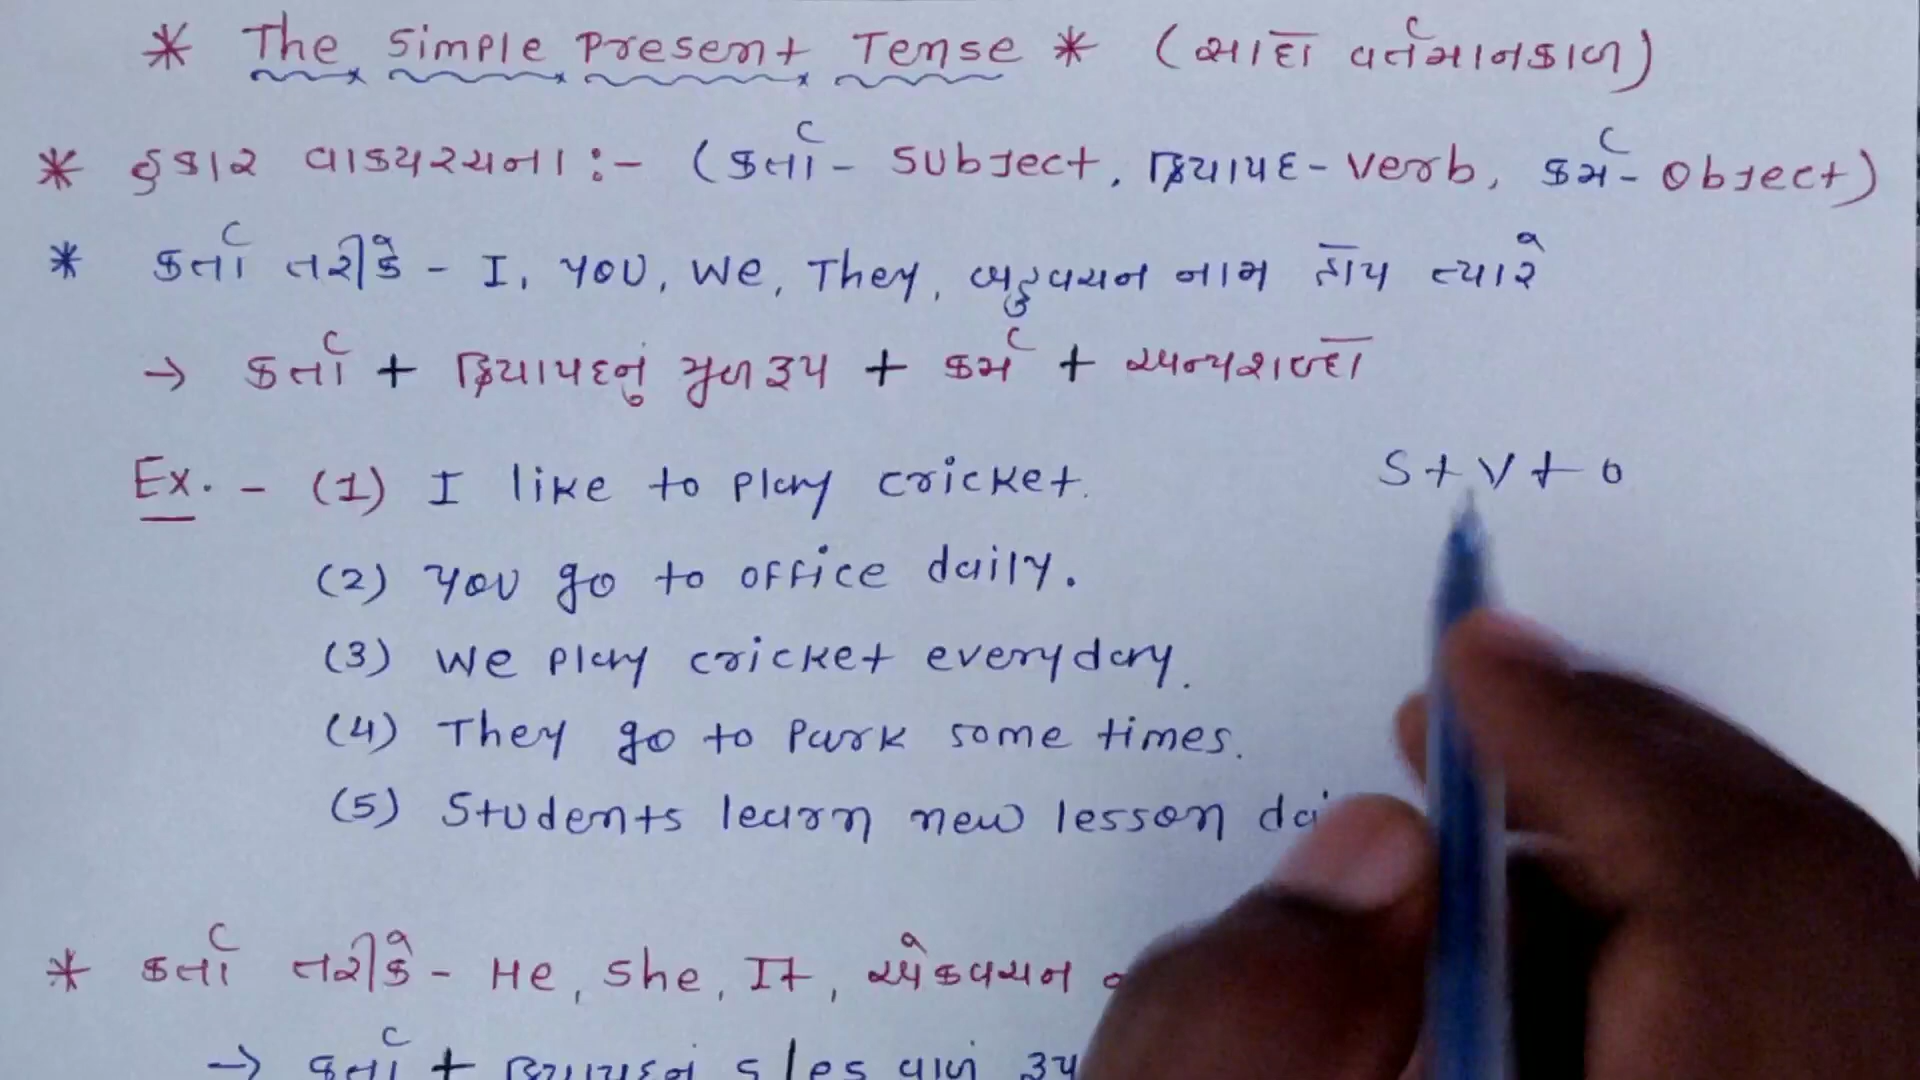 * The Simple Present Tense * (સાદો વર્તમાનકાળ)
* હકાર વાક્યરચના :- (કર્તા - Subject, ક્રિયાપદ - Verb, કર્મ - Object)
* કર્તા તરીકે - I, You, We, They, બહુવચન નામ હોય ત્યારે
→ કર્તા + ક્રિયાપદનું મુળરૂપ + કર્મ + અન્યશબ્દો
Ex. - (1) I like to play cricket.
S + V + O
(2) You go to office daily.
(3) We play cricket everyday.
(4) They go to Park some times.
(5) Students learn new lesson
* કર્તા તરીકે - He, She, It, એકવચન
→ કર્તા + ક્રિયાપદનું s/es વાળું રૂપ